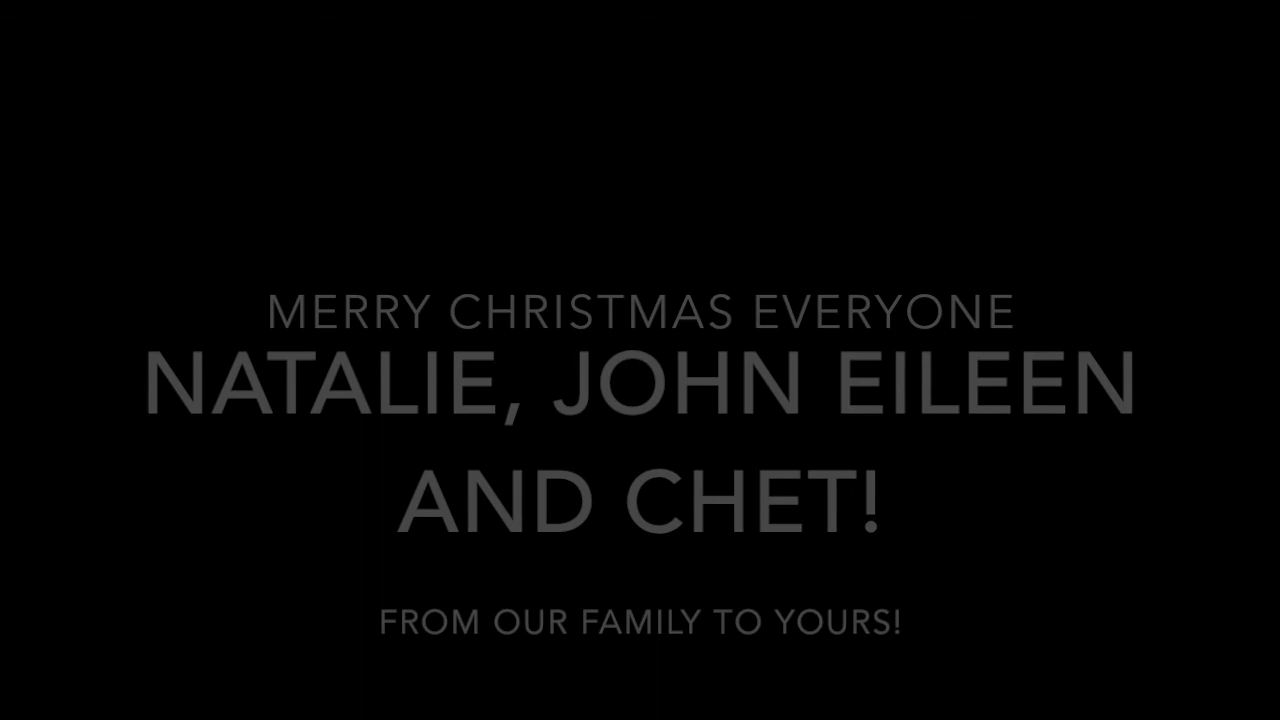 MERRY CHRISTMAS EVERYONE
NATALIE, JOHN EILEEN
AND CHET!
FROM OUR FAMILY TO YOURS!